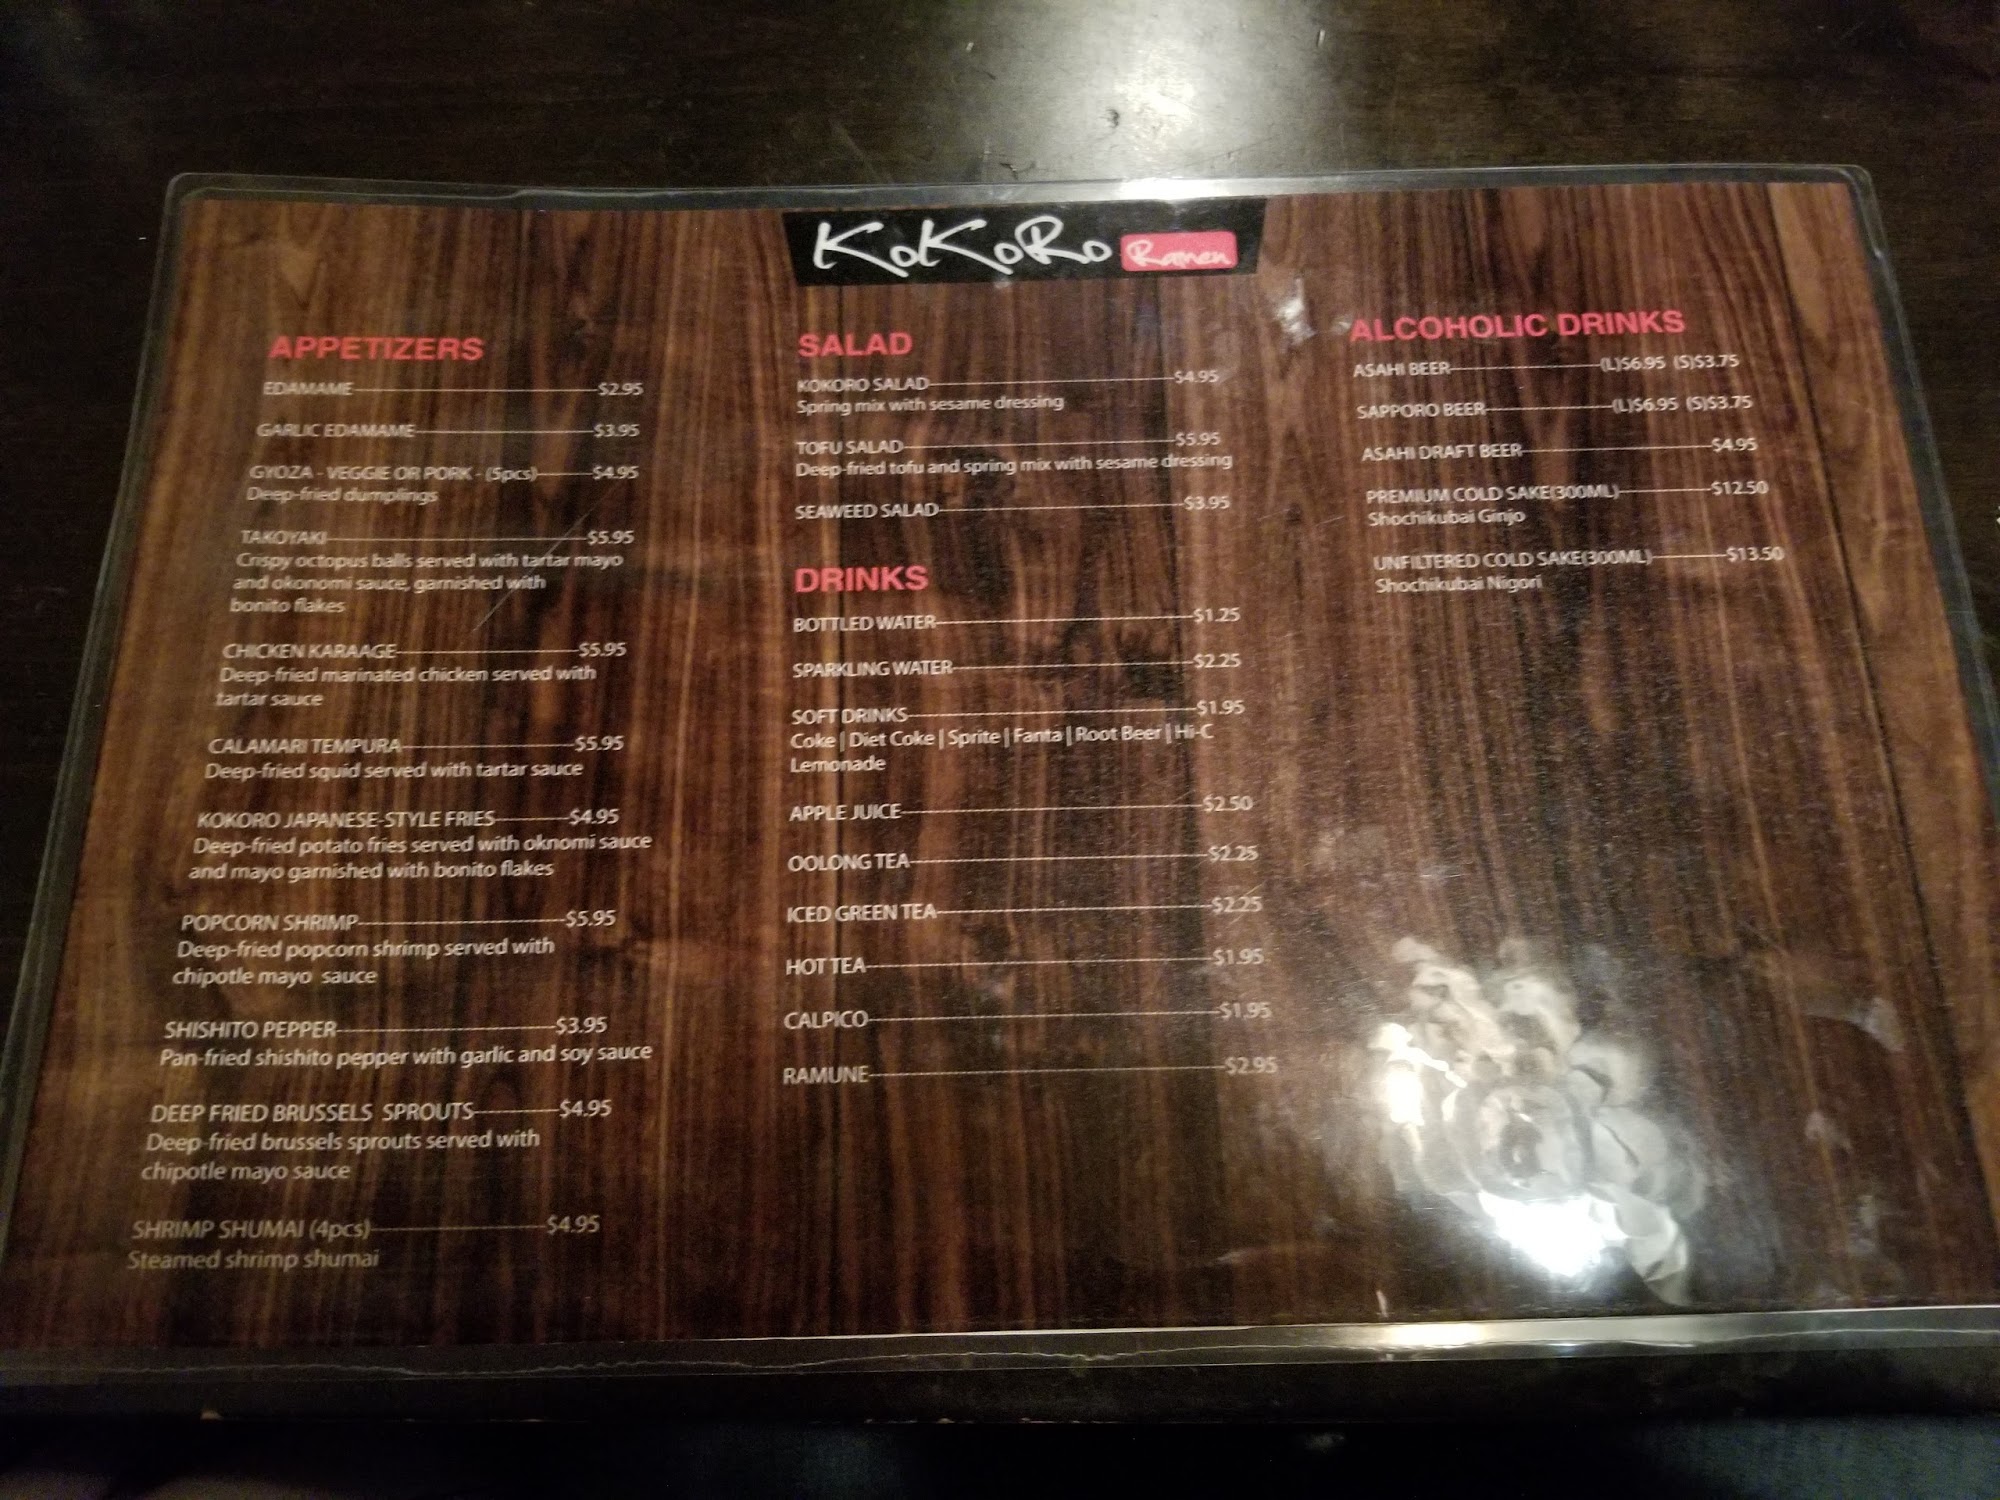 KoKoRo Ramen
APPETIZERS
EDAMAME $2.95
GARLIC EDAMAME $3.95
GYOZA - VEGGIE OR PORK - (5pcs) $4.95
Deep-fried dumplings
TAKOYAKI $5.95
Crispy octopus balls served with tartar mayo
and okonomi sauce, garnished with
bonito flakes
CHICKEN KARAAGE $5.95
Deep-fried marinated chicken served with
tartar sauce
CALAMARI TEMPURA $5.95
Deep-fried squid served with tartar sauce
KOKORO JAPANESE-STYLE FRIES $4.95
Deep-fried potato fries served with oknomi sauce
and mayo garnished with bonito flakes
POPCORN SHRIMP $5.95
Deep-fried popcorn shrimp served with
chipotle mayo sauce
SHISHITO PEPPER $3.95
Pan-fried shishito pepper with garlic and soy sauce
DEEP FRIED BRUSSELS SPROUTS $4.95
Deep-fried brussels sprouts served with
chipotle mayo sauce
SHRIMP SHUMAI (4pcs) $4.95
Steamed shrimp shumai
SALAD
KOKORO SALAD $4.95
Spring mix with sesame dressing
TOFU SALAD $5.95
Deep-fried tofu and spring mix with sesame dressing
SEAWEED SALAD $3.95
DRINKS
BOTTLED WATER $1.25
SPARKLING WATER $2.25
SOFT DRINKS $1.95
Coke | Diet Coke | Sprite | Fanta | Root Beer | Hi-C
Lemonade
APPLE JUICE $2.50
OOLONG TEA $2.25
ICED GREEN TEA $2.25
HOT TEA $1.95
CALPICO $1.95
RAMUNE $2.95
ALCOHOLIC DRINKS
ASAHI BEER (L)$6.95 (S)$3.75
SAPPORO BEER (L)$6.95 (S)$3.75
ASAHI DRAFT BEER $4.95
PREMIUM COLD SAKE(300ML) $12.50
Shochikubai Ginjo
UNFILTERED COLD SAKE(300ML) $13.50
Shochikubai Nigori